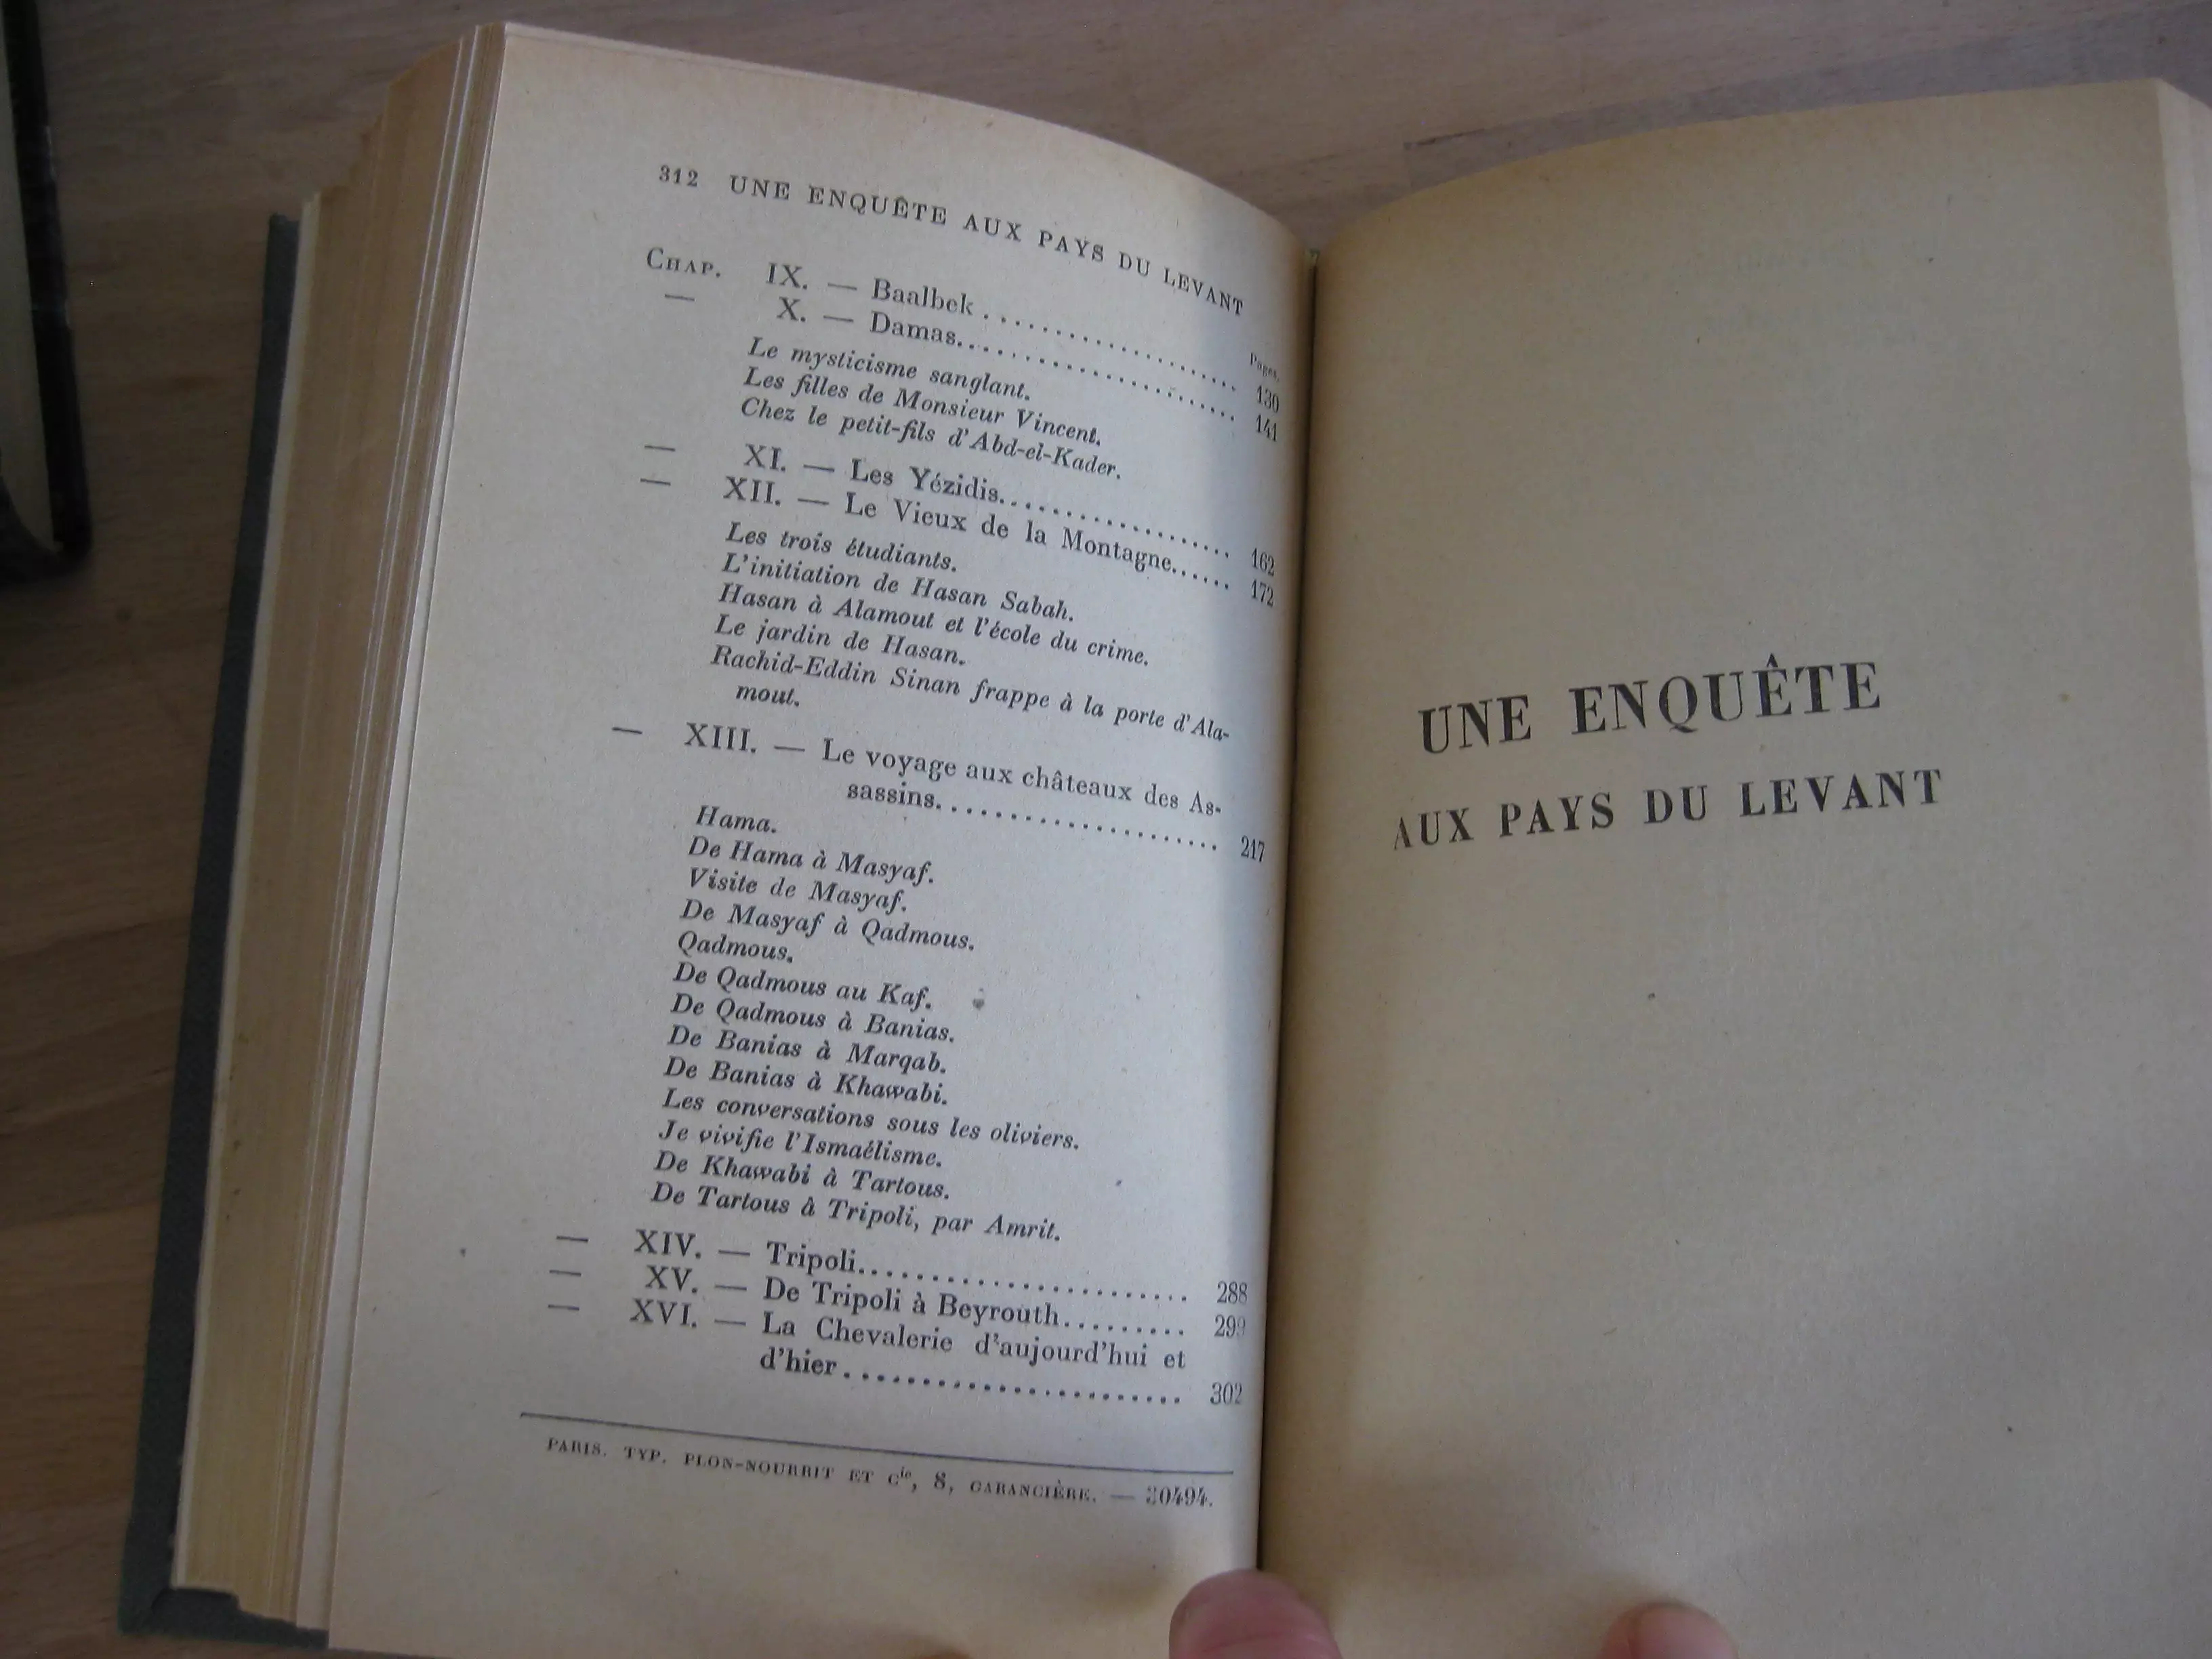 312 UNE ENQUÊTE AUX PAYS DU LEVANT
Pages.
CHAP. IX. — Baalbek ........................ 130
— X. — Damas........................ 141
Le mysticisme sanglant.
Les filles de Monsieur Vincent.
Chez le petit-fils d'Abd-el-Kader.
— XI. — Les Yézidis.................... 162
— XII. — Le Vieux de la Montagne...... 172
Les trois étudiants.
L'initiation de Hasan Sabah.
Hasan à Alamout et l'école du crime.
Le jardin de Hasan.
Rachid-Eddin Sinan frappe à la porte d'Ala-
mout.
— XIII. — Le voyage aux châteaux des As-
sassins..................... 217
Hama.
De Hama à Masyaf.
Visite de Masyaf.
De Masyaf à Qadmous.
Qadmous.
De Qadmous au Kaf.
De Qadmous à Banias.
De Banias à Marqab.
De Banias à Khawabi.
Les conversations sous les oliviers.
Je vivifie l'Ismaélisme.
De Khawabi à Tartous.
De Tartous à Tripoli, par Amrit.
— XIV. — Tripoli....................... 288
— XV. — De Tripoli à Beyrouth......... 299
— XVI. — La Chevalerie d'aujourd'hui et
d'hier........................ 302
PARIS. TYP. PLON-NOURRIT ET Cie, 8, GARANCIÈRE. — 30494.
UNE ENQUÊTE
AUX PAYS DU LEVANT